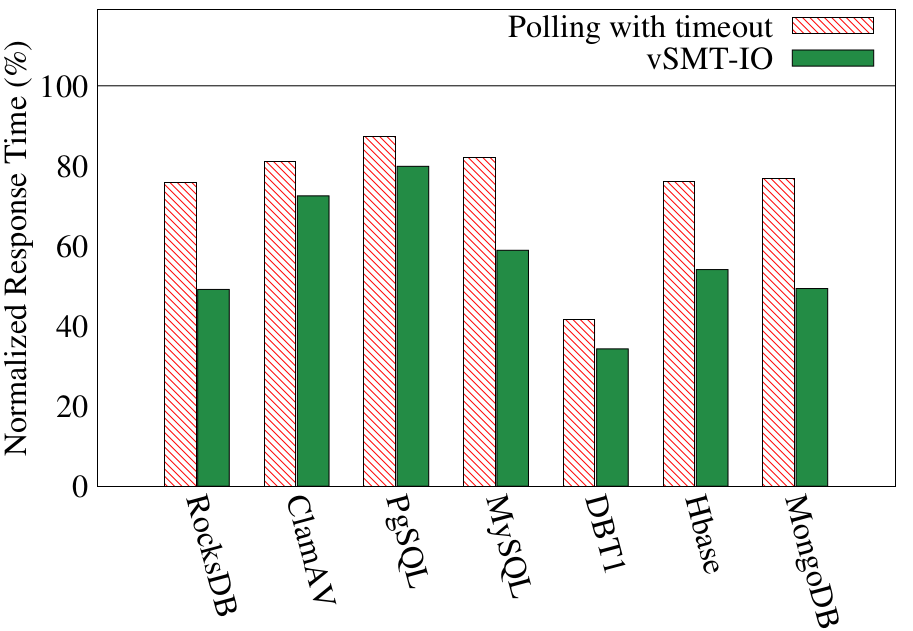 Polling with timeout
vSMT-IO
Normalized Response Time (%)
100
80
60
40
20
0
RocksDB
ClamAV
PgSQL
MySQL
DBT1
Hbase
MongoDB